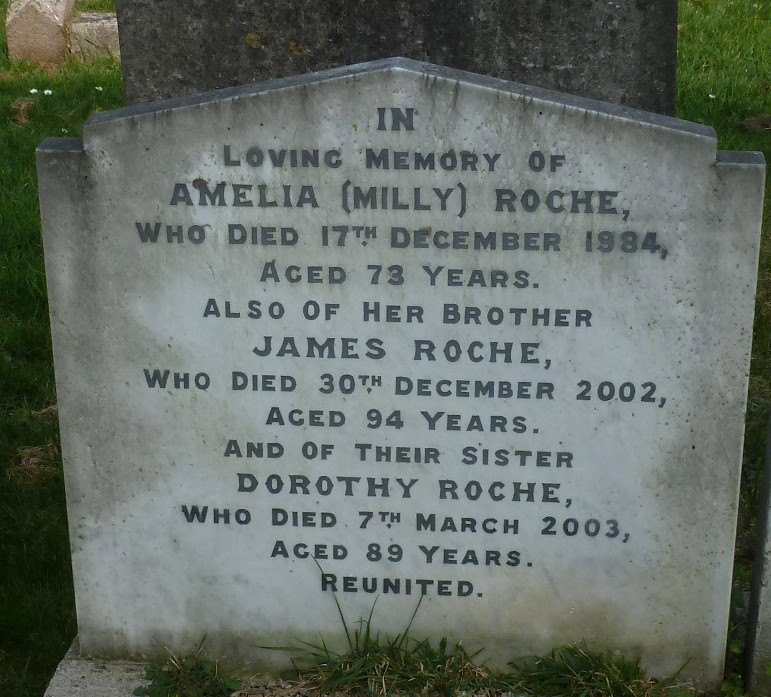 IN
LOVING MEMORY OF
AMELIA (MILLY) ROCHE,
WHO DIED 17TH DECEMBER 1984,
AGED 73 YEARS.
ALSO OF HER BROTHER
JAMES ROCHE,
WHO DIED 30TH DECEMBER 2002,
AGED 94 YEARS.
AND OF THEIR SISTER
DOROTHY ROCHE,
WHO DIED 7TH MARCH 2003,
AGED 89 YEARS.
REUNITED.